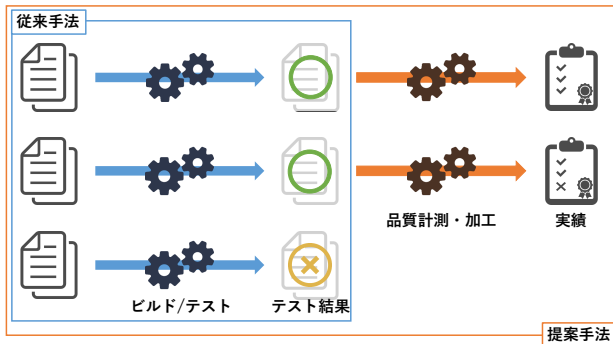 従来手法
品質計測・加工
実績
ビルド/テスト
テスト結果
提案手法